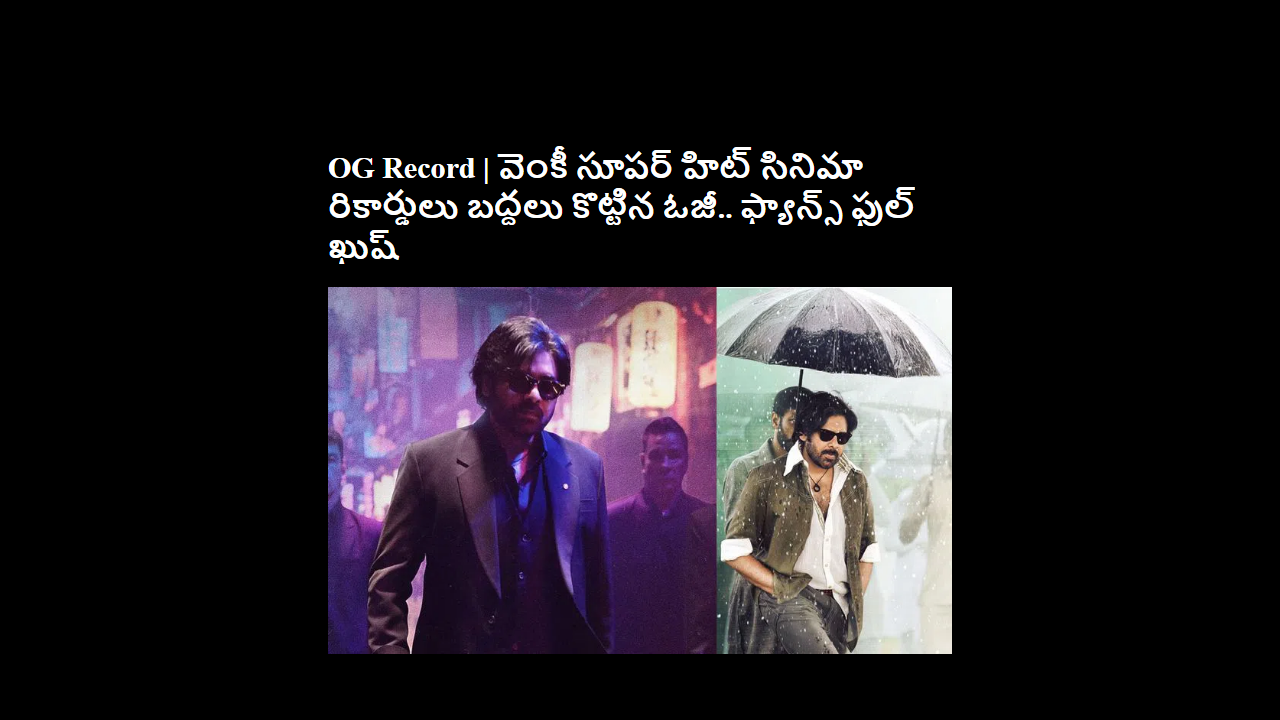 OG Record | వెంకీ సూపర్ హిట్ సినిమా
రికార్డులు బద్దలు కొట్టిన ఓజీ.. ఫ్యాన్స్ ఫుల్
ఖుష్